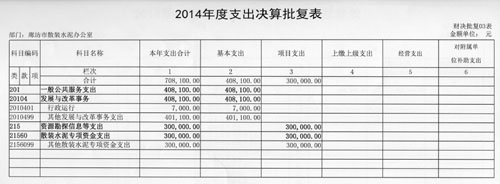 2014年度支出决算批复表
财决批复03表
部门：廊坊市散装水泥办公室 金额单位：元
科目编码 科目名称 本年支出合计 基本支出 项目支出 上缴上级支出 经营支出 对附属单位补助支出
类 款 项 栏次 1 2 3 4 5 6
合计 708,100.00 408,100.00 300,000.00
201 一般公共服务支出 408,100.00 408,100.00
20104 发展与改革事务 408,100.00 408,100.00
2010401 行政运行 7,000.00 7,000.00
2010499 其他发展与改革事务支出 401,100.00 401,100.00
215 资源勘探信息等支出 300,000.00 300,000.00
21560 散装水泥专项资金支出 300,000.00 300,000.00
2156099 其他散装水泥专项资金支出 300,000.00 300,000.00